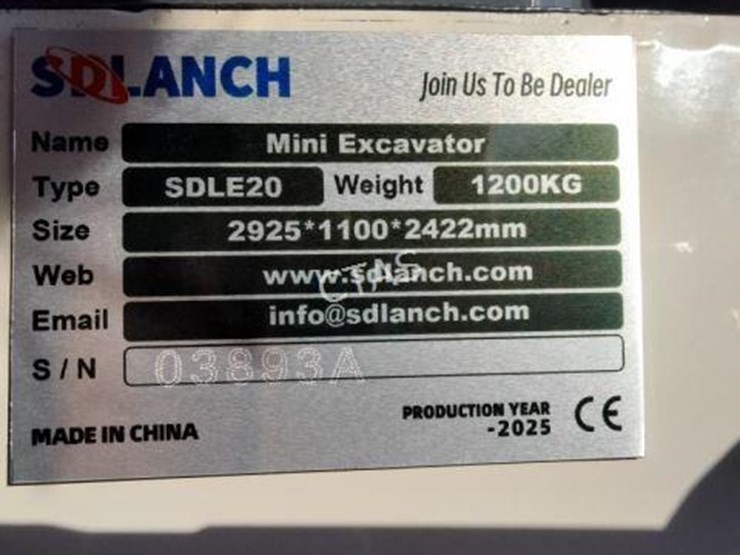 SDLANCH Join Us To Be Dealer
Name Mini Excavator
Type SDLE20 Weight 1200KG
Size 2925*1100*2422mm
Web www.sdlanch.com
CTAS
Email info@sdlanch.com
S / N 03893A
MADE IN CHINA PRODUCTION YEAR CE
-2025